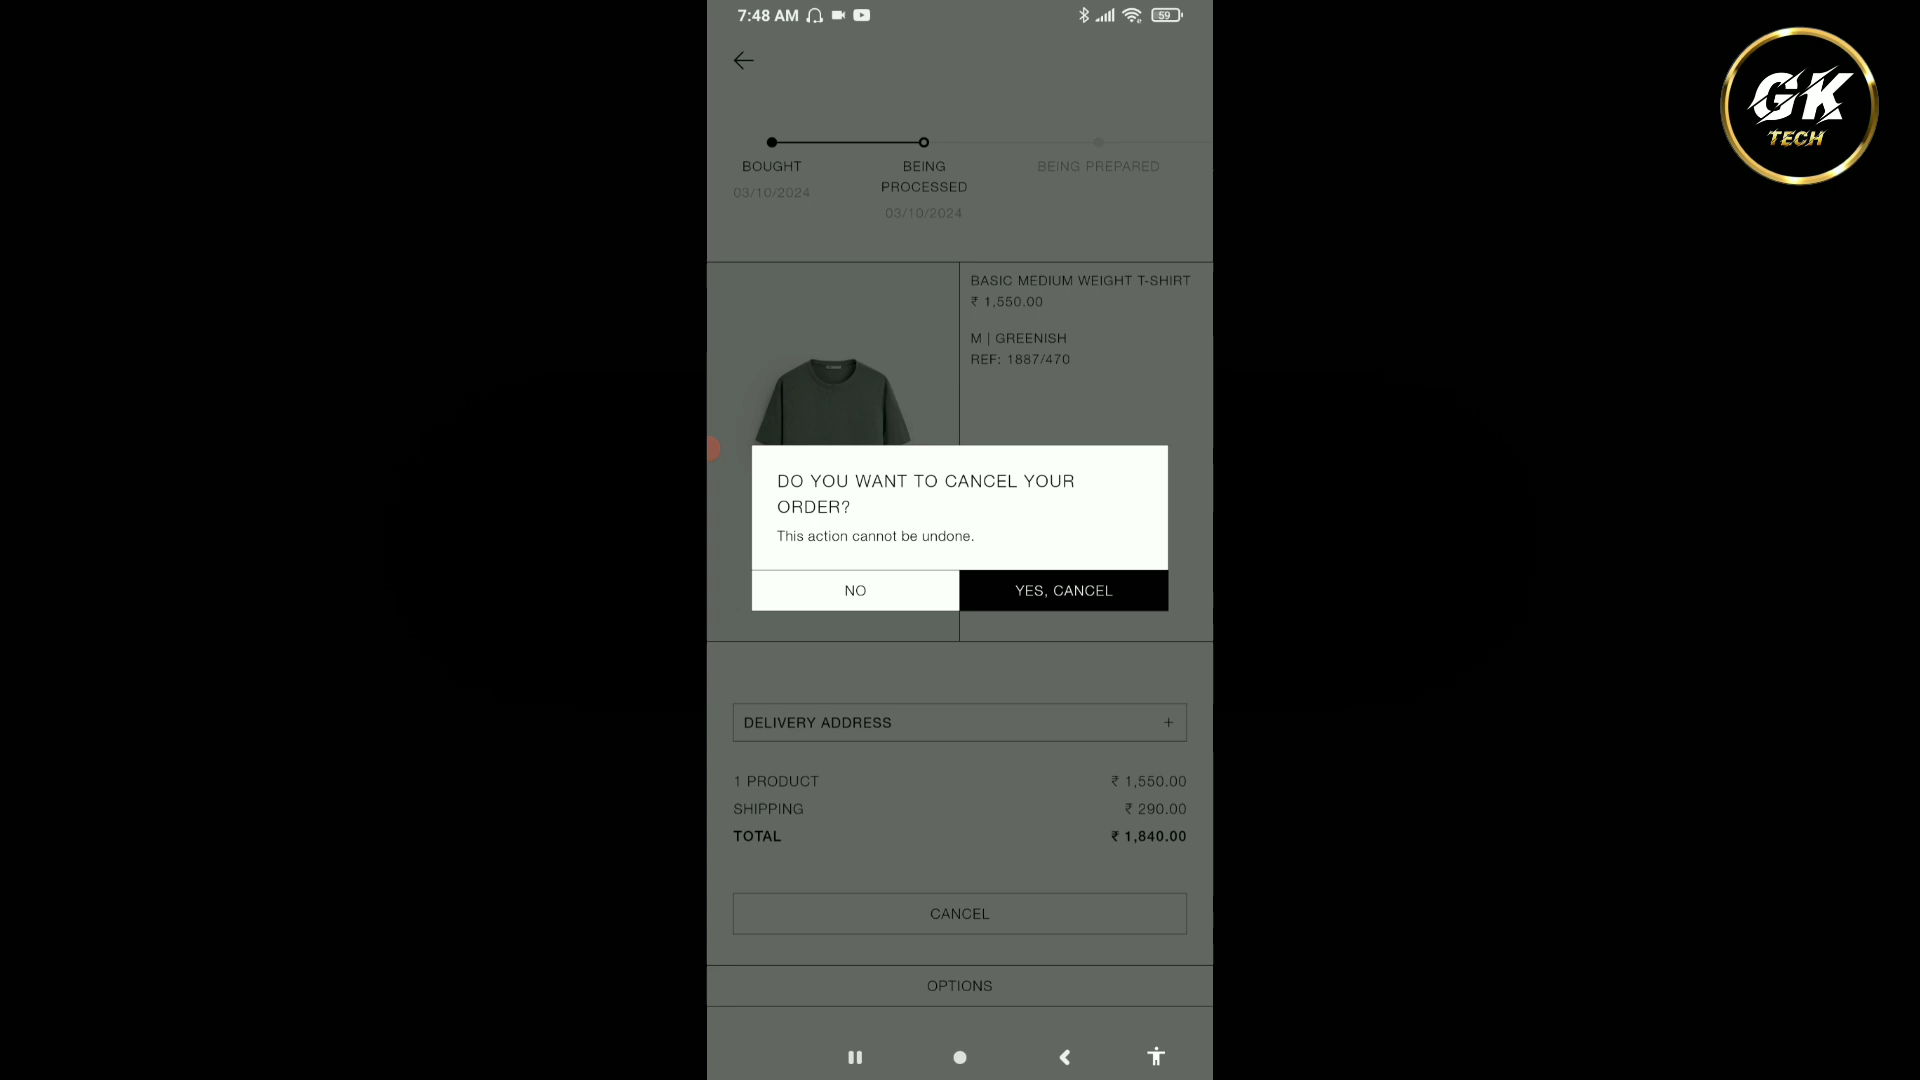 7:48 AM
59
GK
TECH
BOUGHT
03/10/2024
BEING
PROCESSED
03/10/2024
BEING PREPARED
BASIC MEDIUM WEIGHT T-SHIRT
₹ 1,550.00
M | GREENISH
REF: 1887/470
DO YOU WANT TO CANCEL YOUR
ORDER?
This action cannot be undone.
NO
YES, CANCEL
DELIVERY ADDRESS +
1 PRODUCT ₹ 1,550.00
SHIPPING ₹ 290.00
TOTAL ₹ 1,840.00
CANCEL
OPTIONS